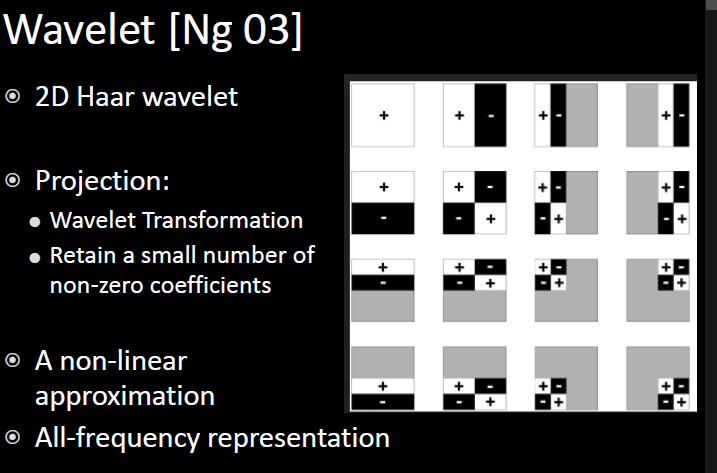 Wavelet [Ng 03]
2D Haar wavelet
Projection:
Wavelet Transformation
Retain a small number of
non-zero coefficients
A non-linear
approximation
All-frequency representation
+ + - + - + -
+ + - + - + -
- - + - + - +
+ + - + - + -
- - + - + - +
+ + - + - + -
- - + - + - +